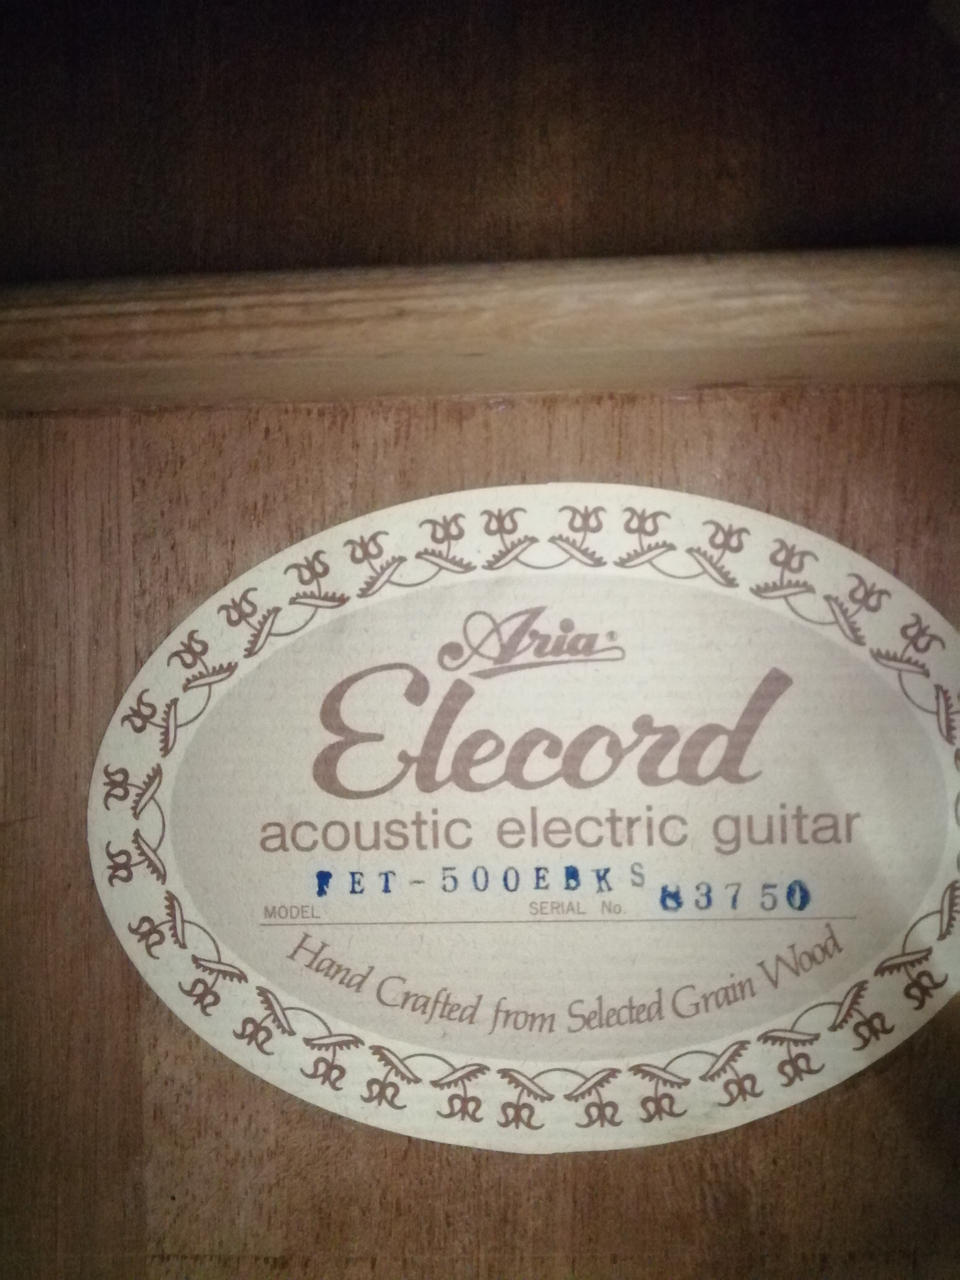 Aria®
Elecord
acoustic electric guitar
FET-500EBKS 83750
MODEL SERIAL No.
Hand Crafted from Selected Grain Wood